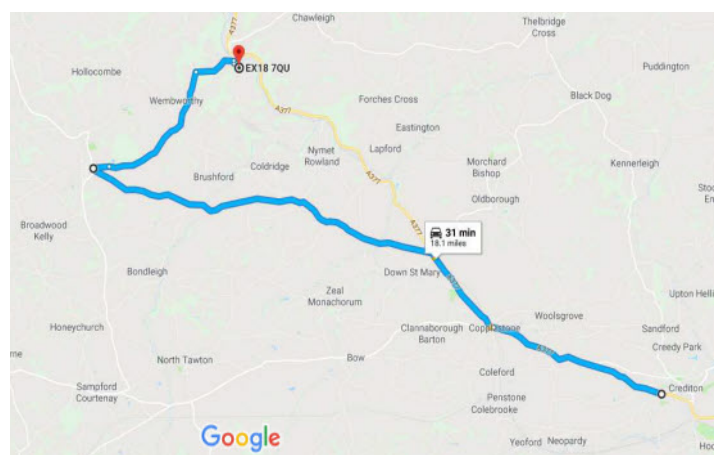 Chawleigh
Thelbridge
Cross
Hollocombe
EX18 7QU
Puddington
Wembworthy
Forches Cross
Black Dog
A377
Eastington
Nymet
Rowland
Lapford
Coldridge
Brushford
Morchard
Bishop
Kennerleigh
A377
Oldborough
Broadwood
Kelly
A377
31 min
18.1 miles
Bondleigh
Down St Mary
Zeal
Monachorum
Upton Helli
Honeychurch
Woolsgrove
Sandford
Clannaborough
Barton
Copplestone
Creedy Park
North Tawton
Bow
Coleford
Crediton
Sampford
Courtenay
Penstone
Colebrooke
Yeoford
Neopardy
Google